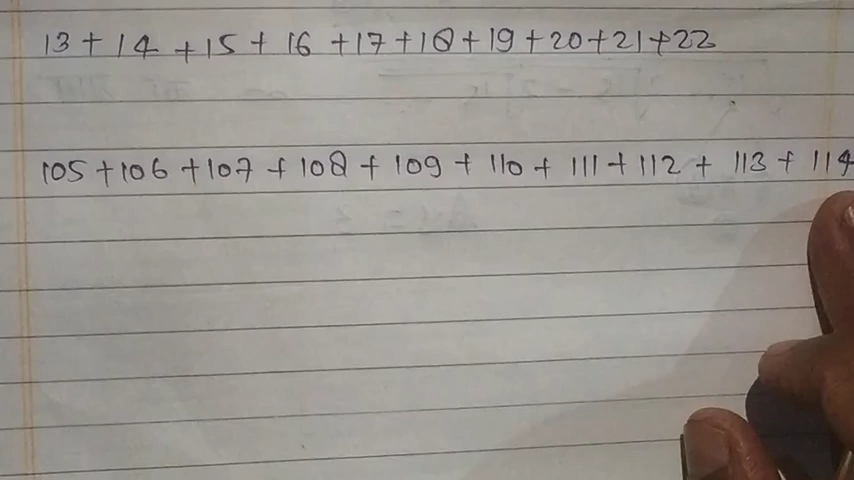 13 + 14 + 15 + 16 + 17 + 18 + 19 + 20 + 21 + 22
105 + 106 + 107 + 108 + 109 + 110 + 111 + 112 + 113 + 114